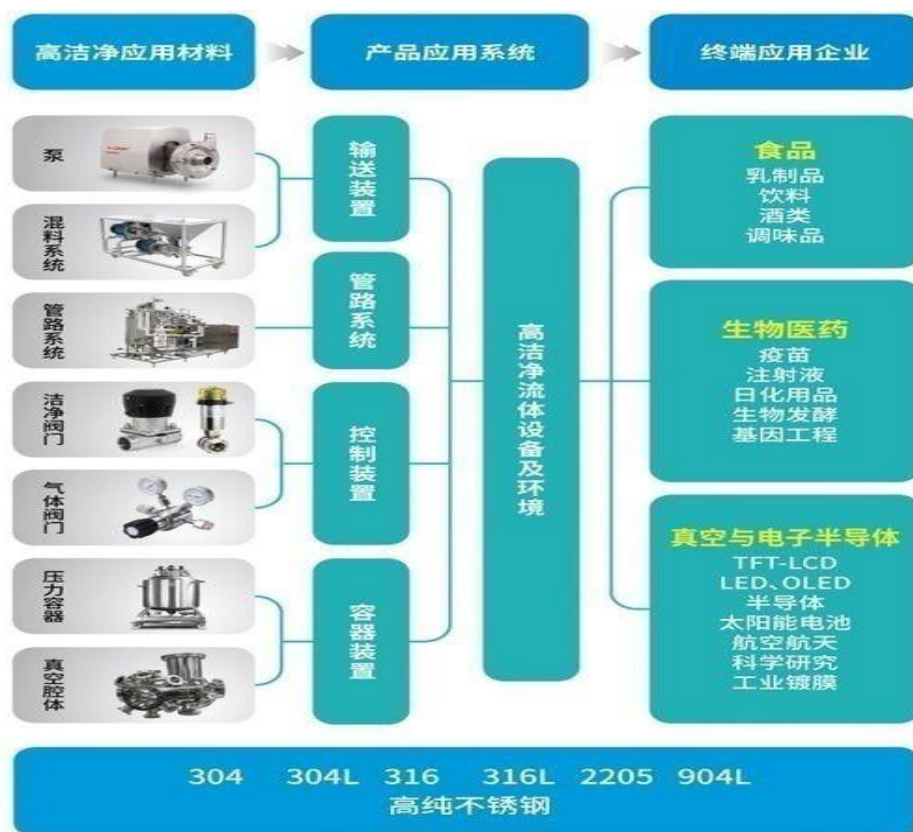 高洁净应用材料
产品应用系统
终端应用企业
泵
混料系统
管路系统
洁净阀门
气体阀门
压力容器
真空腔体
输送装置
管路系统
控制装置
容器装置
高洁净流体设备及环境
食品
乳制品
饮料
酒类
调味品
生物医药
疫苗
注射液
日化用品
生物发酵
基因工程
真空与电子半导体
TFT-LCD
LED、OLED
半导体
太阳能电池
航空航天
科学研究
工业镀膜
304 304L 316 316L 2205 904L
高纯不锈钢